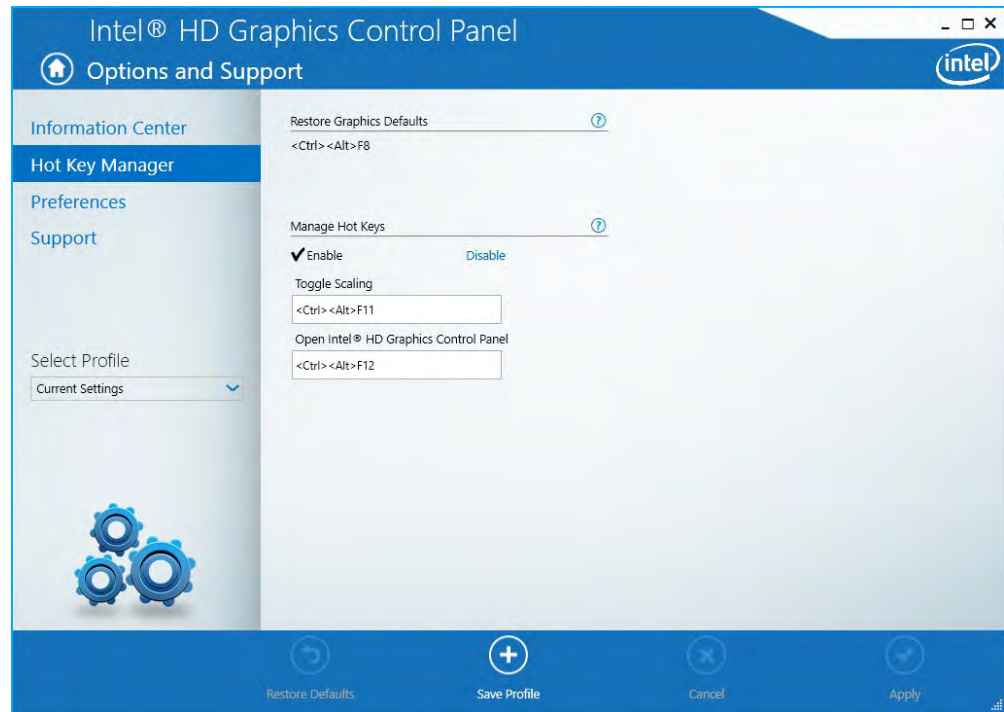 Intel® HD Graphics Control Panel
Options and Support
intel
Information Center
Hot Key Manager
Preferences
Support
Select Profile
Current Settings
Restore Graphics Defaults
<Ctrl><Alt>F8
Manage Hot Keys
Enable Disable
Toggle Scaling
<Ctrl><Alt>F11
Open Intel® HD Graphics Control Panel
<Ctrl><Alt>F12
Restore Defaults Save Profile Cancel Apply